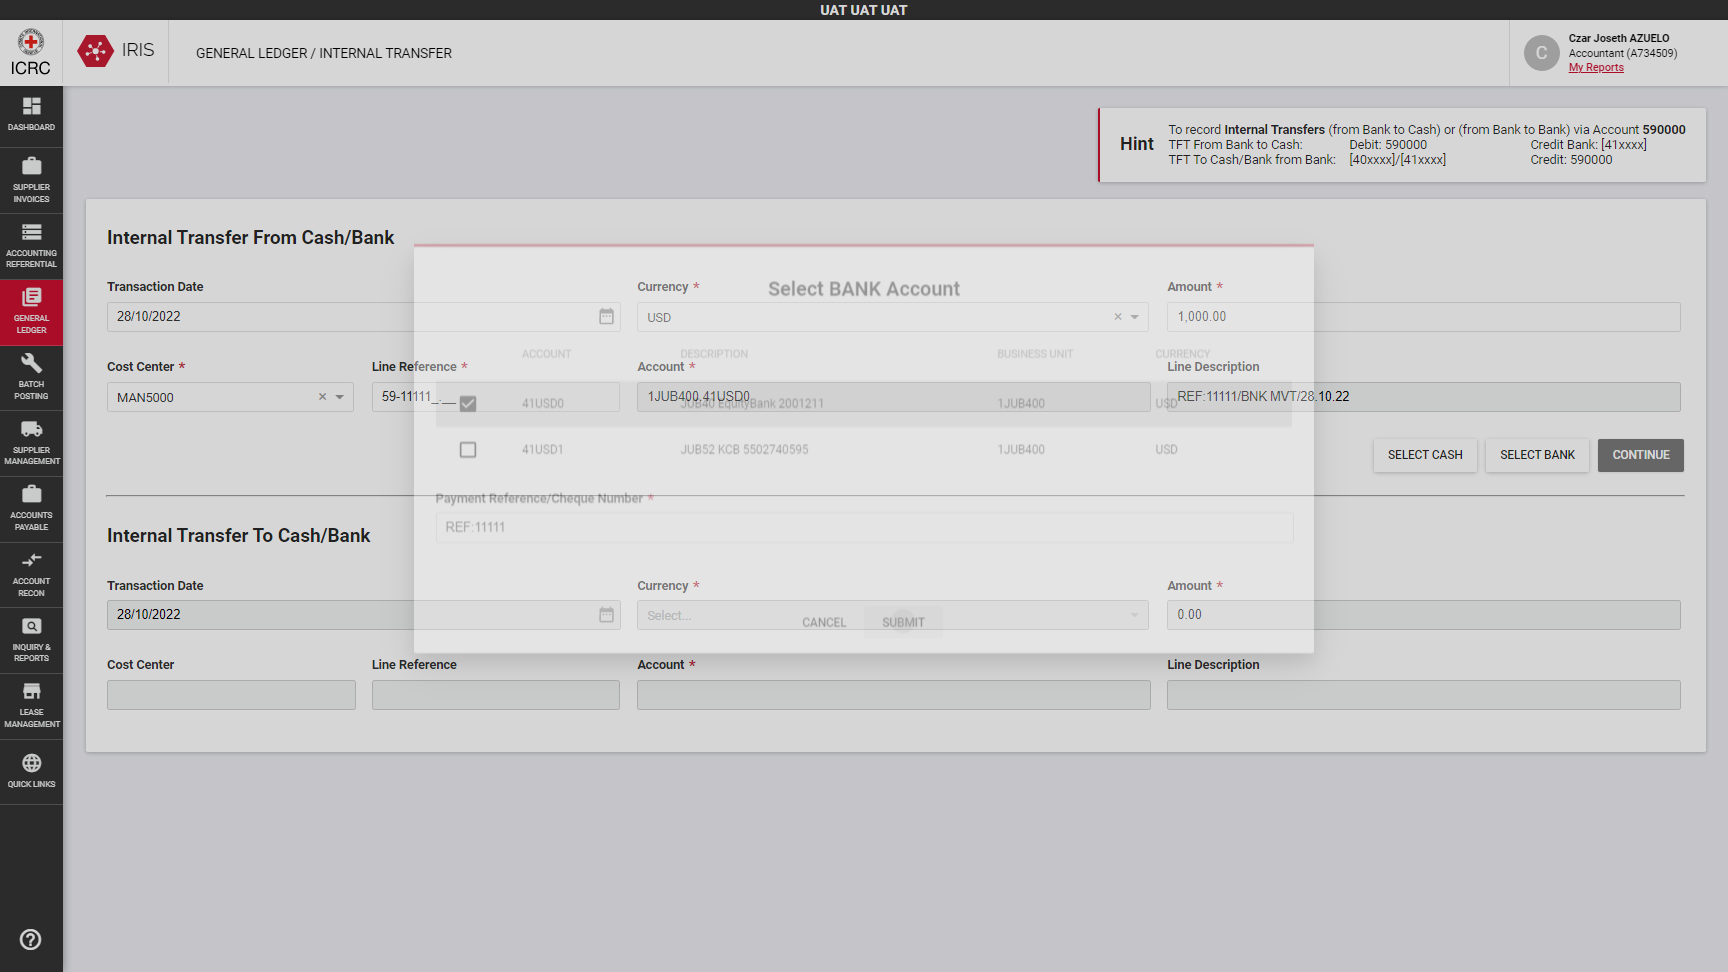 UAT UAT UAT
ICRC
IRIS
GENERAL LEDGER / INTERNAL TRANSFER
C
Czar Joseth AZUELO
Accountant (A734509)
My Reports
DASHBOARD
SUPPLIER
INVOICES
ACCOUNTING
REFERENTIAL
GENERAL
LEDGER
BATCH
POSTING
SUPPLIER
MANAGEMENT
ACCOUNTS
PAYABLE
ACCOUNT
RECON
INQUIRY &
REPORTS
LEASE
MANAGEMENT
QUICK LINKS
Hint
To record Internal Transfers (from Bank to Cash) or (from Bank to Bank) via Account 590000
TFT From Bank to Cash: Debit: 590000 Credit Bank: [41xxxx]
TFT To Cash/Bank from Bank: [40xxxx]/[41xxxx] Credit: 590000
Internal Transfer From Cash/Bank
Transaction Date Currency * Amount *
28/10/2022 USD 1,000.00
Cost Center * Line Reference * Account * Line Description
MAN5000 59-11111_.__ 1JUB400.41USD0 REF:11111/BNK MVT/28.10.22
SELECT CASH SELECT BANK CONTINUE
Internal Transfer To Cash/Bank
Transaction Date Currency * Amount *
28/10/2022 Select... 0.00
Cost Center Line Reference Account * Line Description
Select BANK Account
ACCOUNT DESCRIPTION BUSINESS UNIT CURRENCY
41USD0 JUB40 EquityBank 2001211 1JUB400 USD
41USD1 JUB52 KCB 5502740595 1JUB400 USD
Payment Reference/Cheque Number *
REF:11111
CANCEL SUBMIT